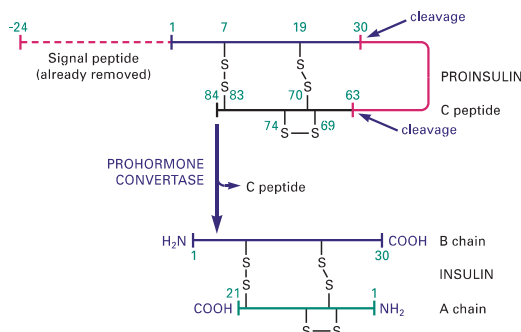 -24 1 7 19 30 cleavage
Signal peptide
(already removed)
S S
S S
PROINSULIN
84 83 70 63 C peptide
74 S S 69 cleavage
PROHORMONE
CONVERTASE
C peptide
H₂N COOH B chain
1 30
S S
S S
INSULIN
21 1
COOH NH₂ A chain
S S